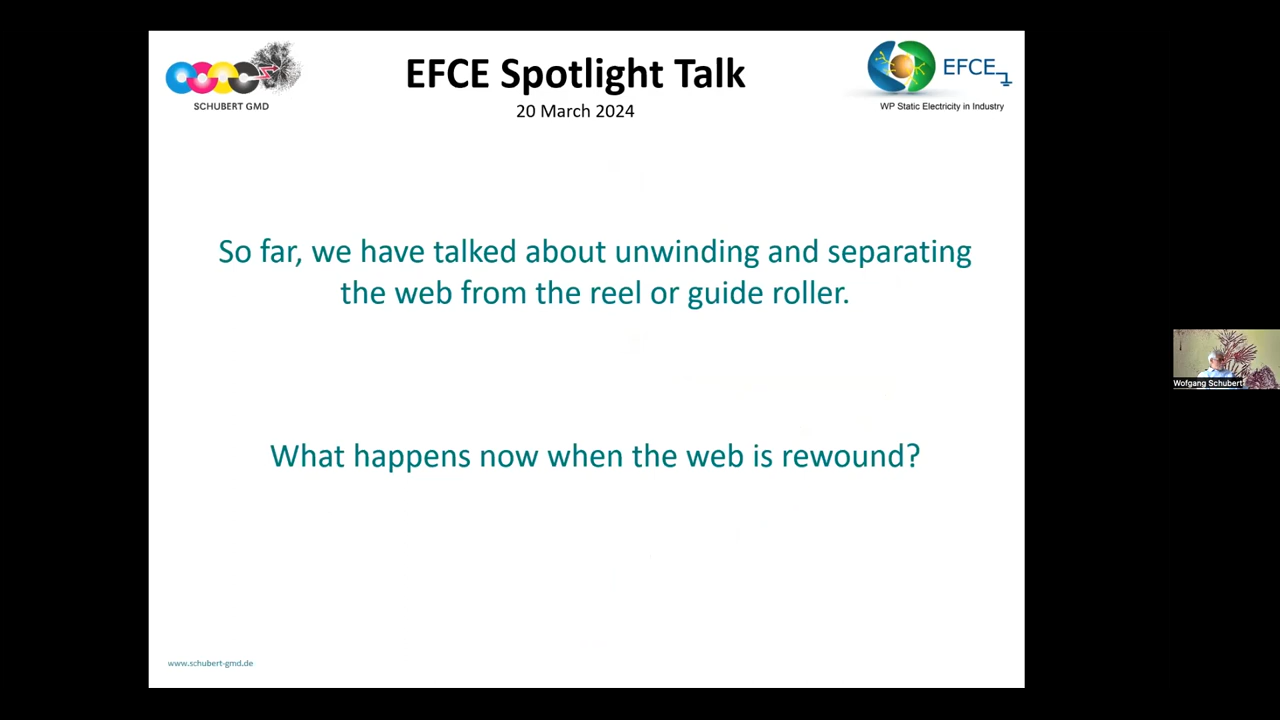 SCHUBERT GMD
EFCE Spotlight Talk
20 March 2024
EFCE
WP Static Electricity in Industry
So far, we have talked about unwinding and separating
the web from the reel or guide roller.
What happens now when the web is rewound?
Wofgang Schubert
www.schubert-gmd.de